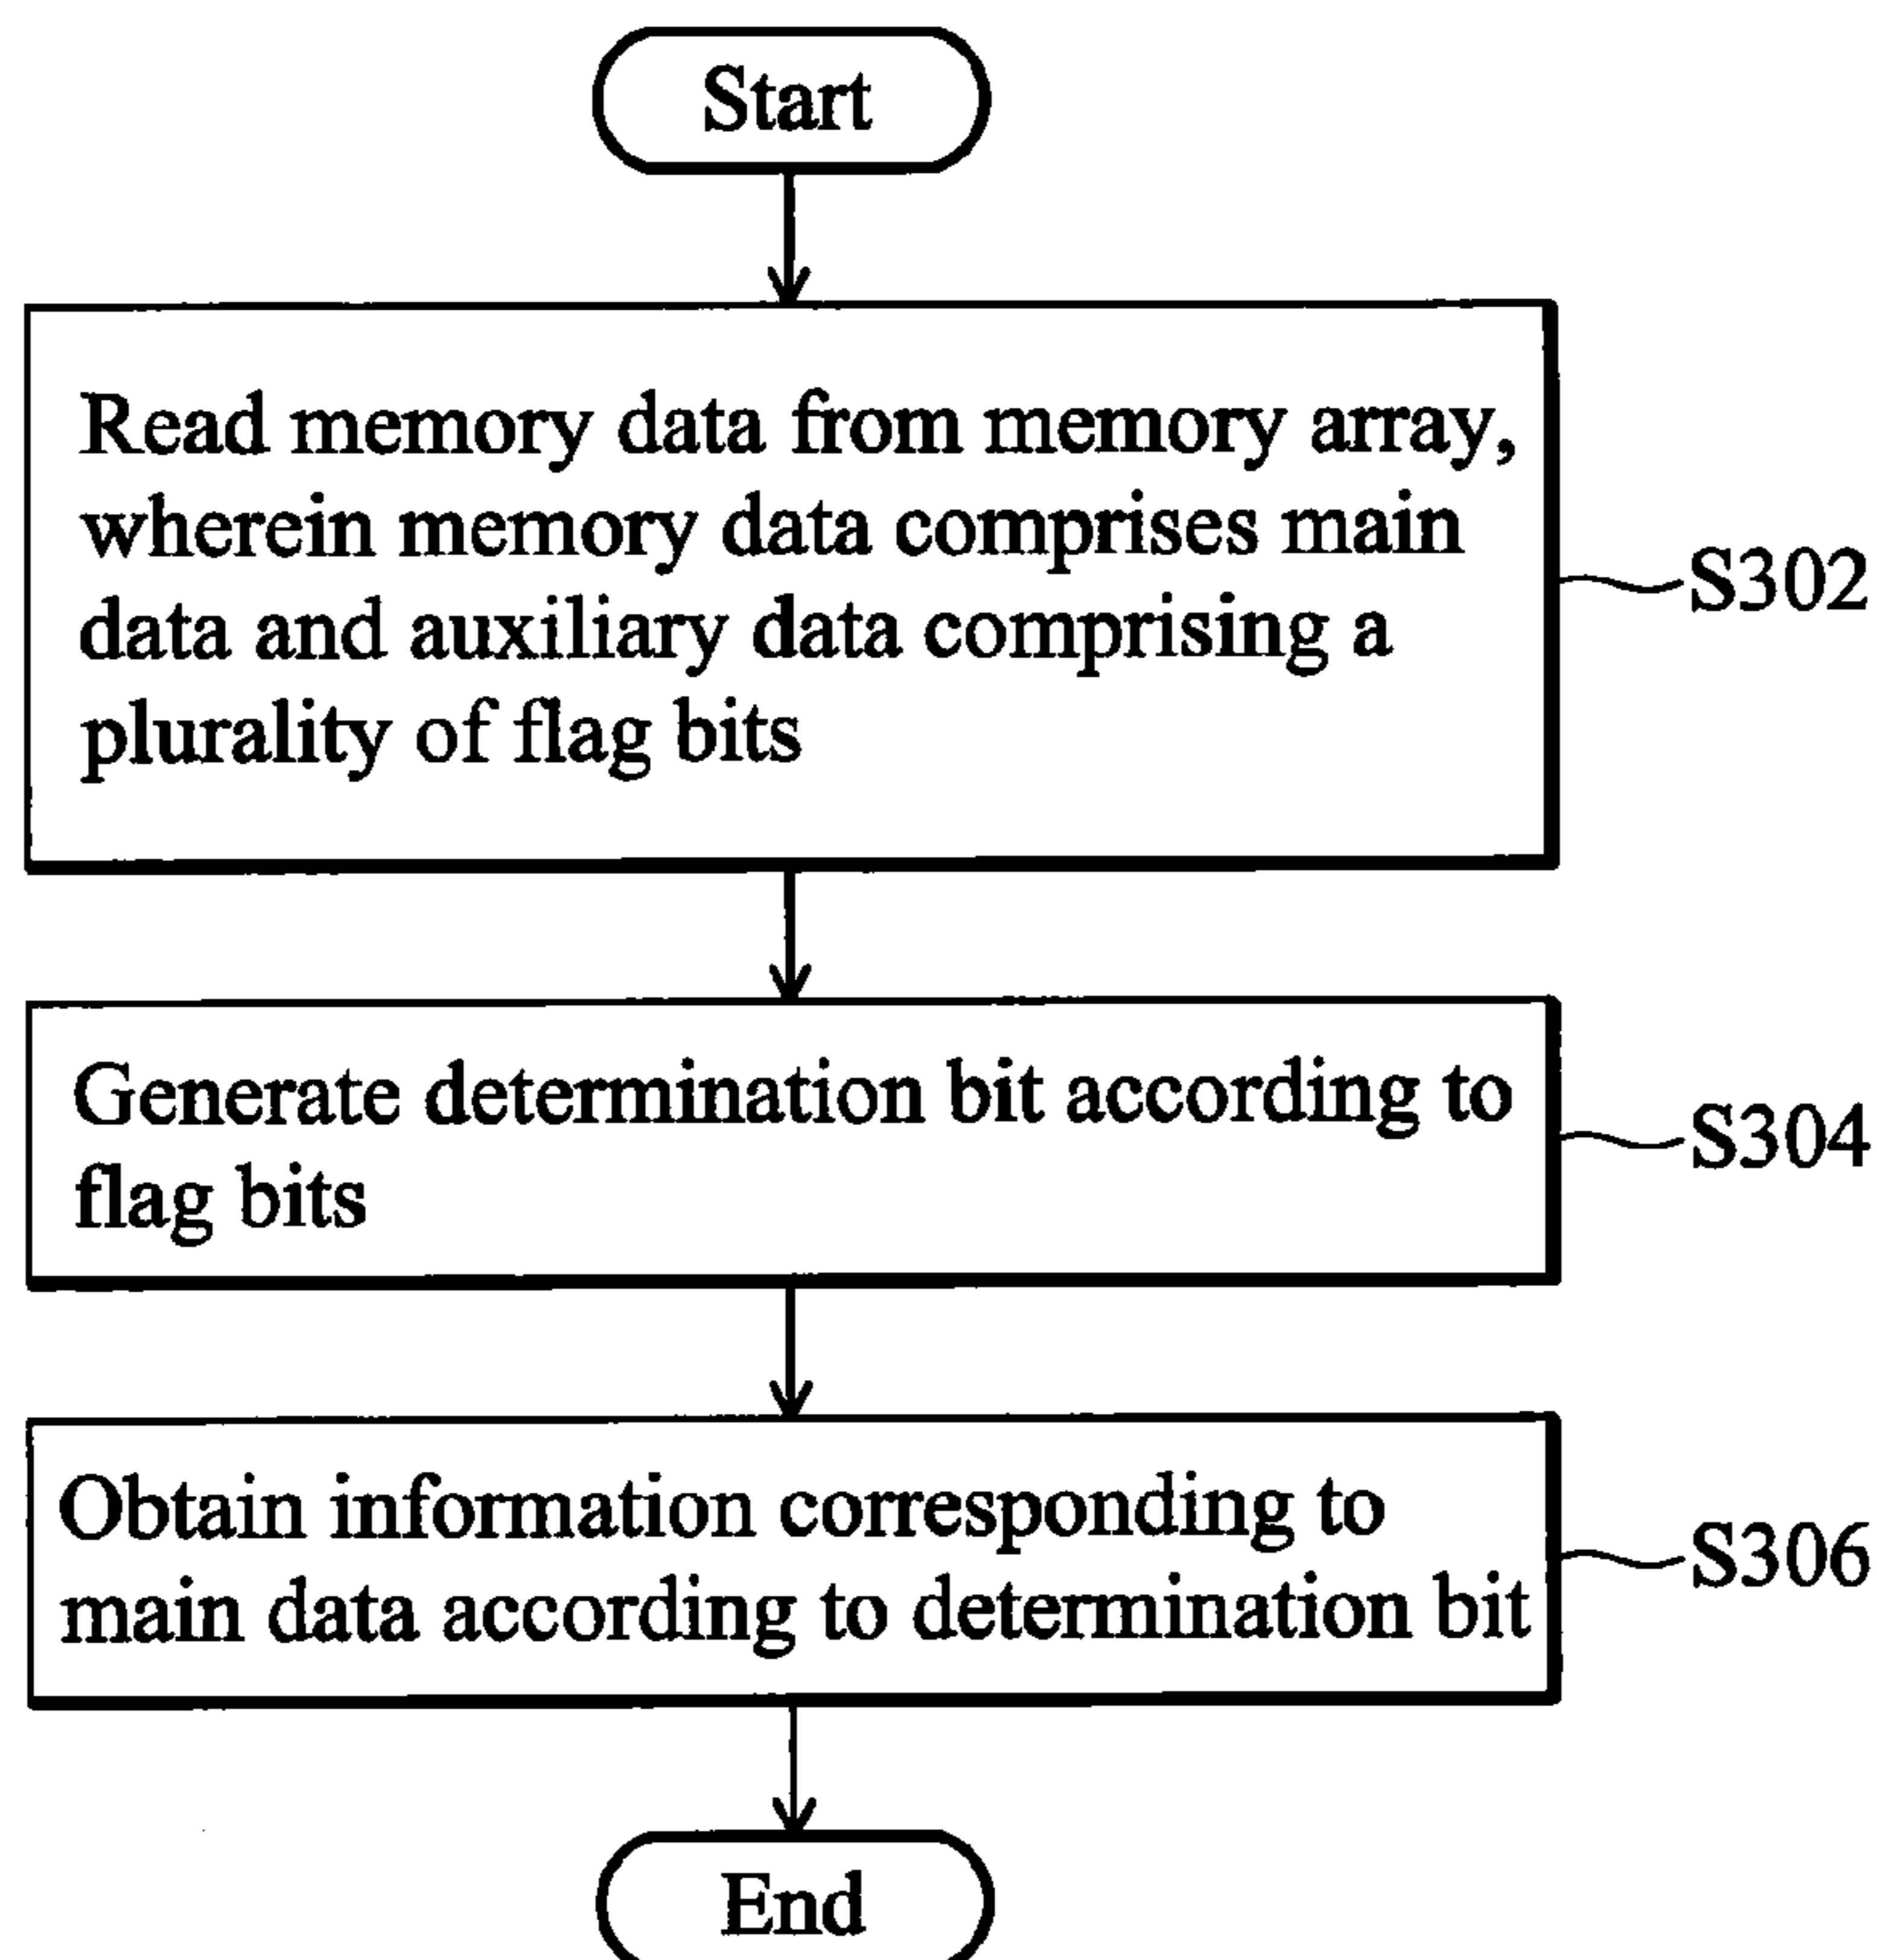 Start
Read memory data from memory array,
wherein memory data comprises main
data and auxiliary data comprising a
plurality of flag bits
S302
Generate determination bit according to
flag bits
S304
Obtain information corresponding to
main data according to determination bit
S306
End